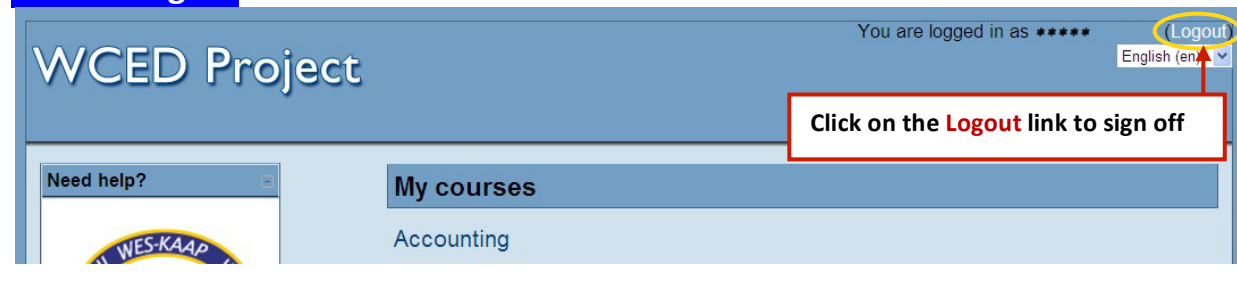 You are logged in as ***** (Logout)
WCED Project
English (en)
Click on the Logout link to sign off
Need help?
My courses
WES-KAAP
Accounting